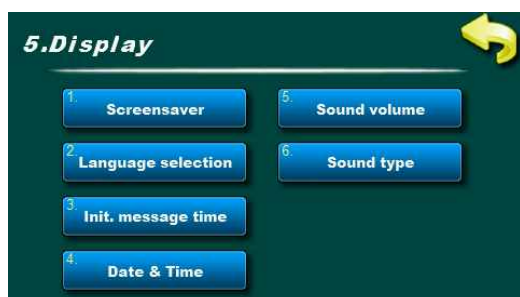 5.Display
1. Screensaver
2. Language selection
3. Init. message time
4. Date & Time
5. Sound volume
6. Sound type